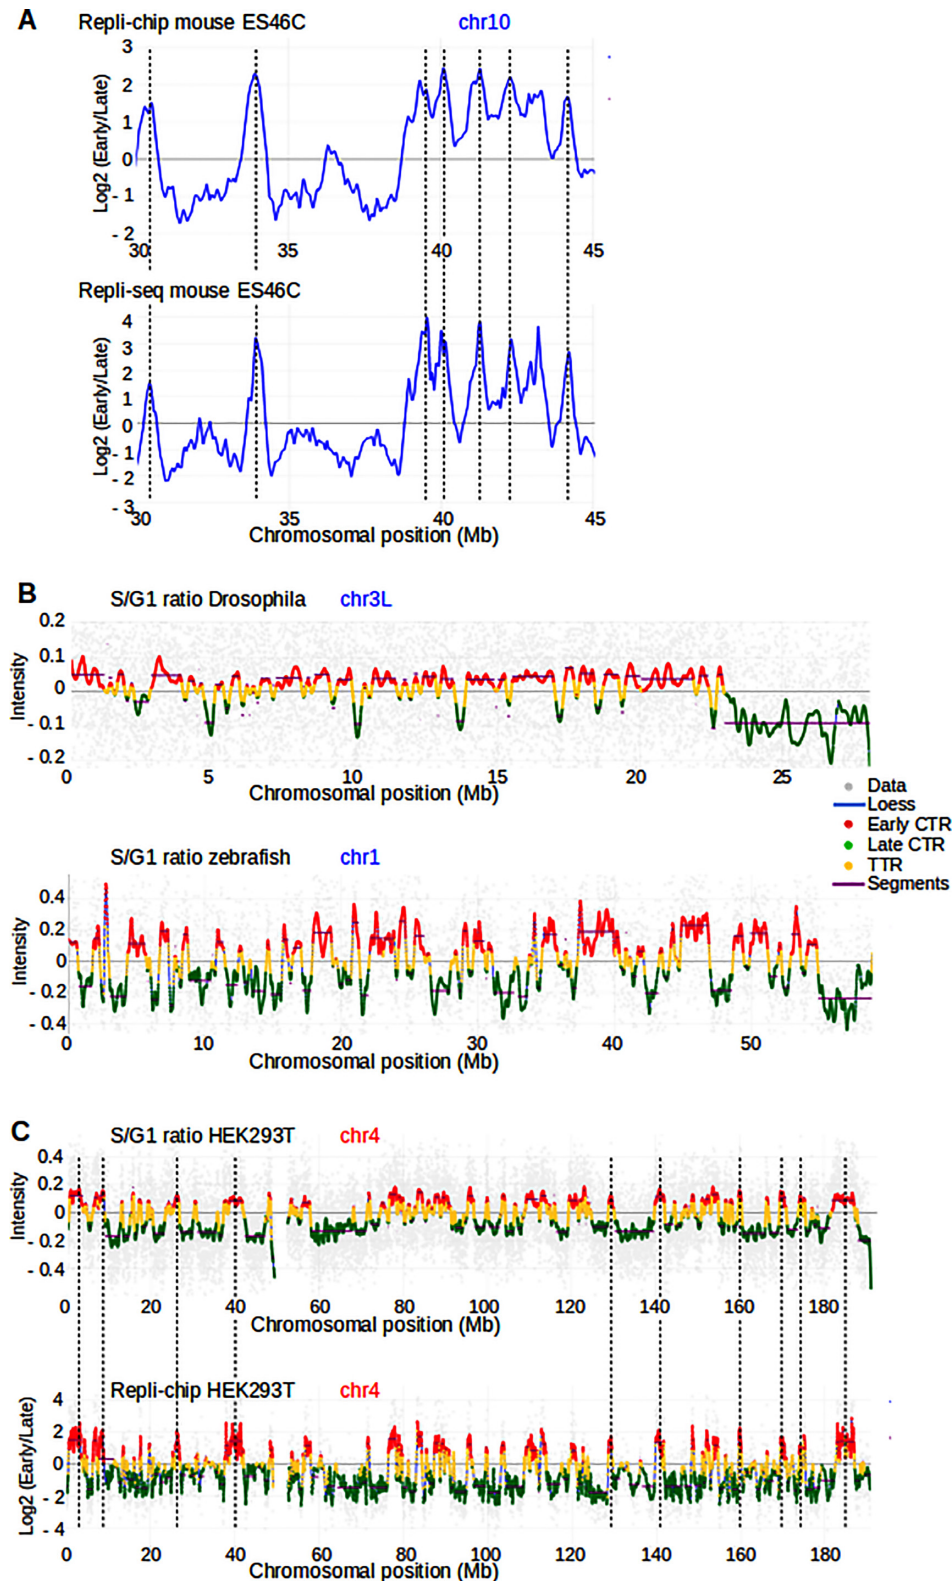 A
Repli-chip mouse ES46C chr10
Log2 (Early/Late)
3
2
1
0
- 1
- 2
30 35 40 45
Repli-seq mouse ES46C
Log2 (Early/Late)
4
3
2
1
0
- 1
- 2
- 3
30 35 40 45
Chromosomal position (Mb)
B
S/G1 ratio Drosophila chr3L
Intensity
0.2
0.1
0
- 0.1
- 0.2
0 5 10 15 20 25
Chromosomal position (Mb)
Data
Loess
Early CTR
Late CTR
TTR
Segments
S/G1 ratio zebrafish chr1
Intensity
0.4
0.2
0
- 0.2
- 0.4
0 10 20 30 40 50
Chromosomal position (Mb)
C
S/G1 ratio HEK293T chr4
Intensity
0.4
0.2
0
- 0.2
- 0.4
0 20 40 60 80 100 120 140 160 180
Chromosomal position (Mb)
Repli-chip HEK293T chr4
Log2 (Early/Late)
4
2
0
- 2
- 4
0 20 40 60 80 100 120 140 160 180
Chromosomal position (Mb)